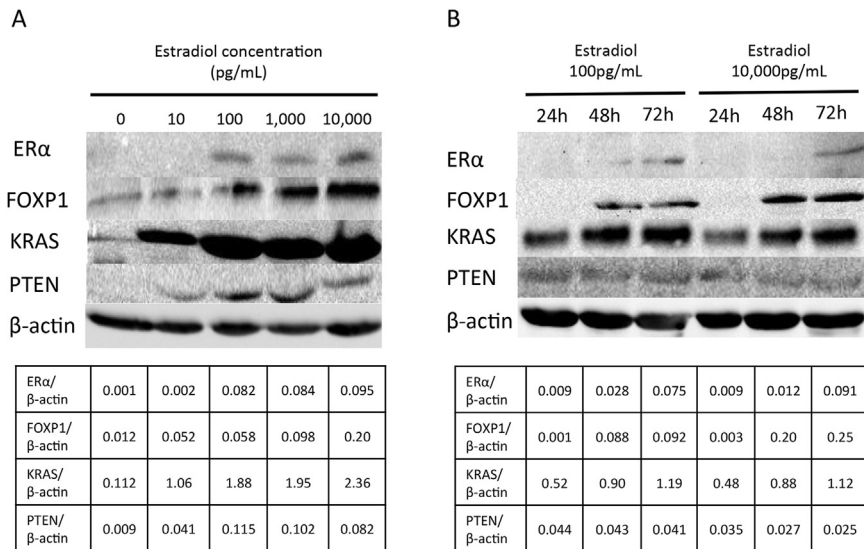 A
Estradiol concentration
(pg/mL)
0 10 100 1,000 10,000
ERα
FOXP1
KRAS
PTEN
β-actin
ERα/
β-actin 0.001 0.002 0.082 0.084 0.095
FOXP1/
β-actin 0.012 0.052 0.058 0.098 0.20
KRAS/
β-actin 0.112 1.06 1.88 1.95 2.36
PTEN/
β-actin 0.009 0.041 0.115 0.102 0.082
B
Estradiol
100pg/mL
Estradiol
10,000pg/mL
24h 48h 72h 24h 48h 72h
ERα
FOXP1
KRAS
PTEN
β-actin
ERα/
β-actin 0.009 0.028 0.075 0.009 0.012 0.091
FOXP1/
β-actin 0.001 0.088 0.092 0.003 0.20 0.25
KRAS/
β-actin 0.52 0.90 1.19 0.48 0.88 1.12
PTEN/
β-actin 0.044 0.043 0.041 0.035 0.027 0.025